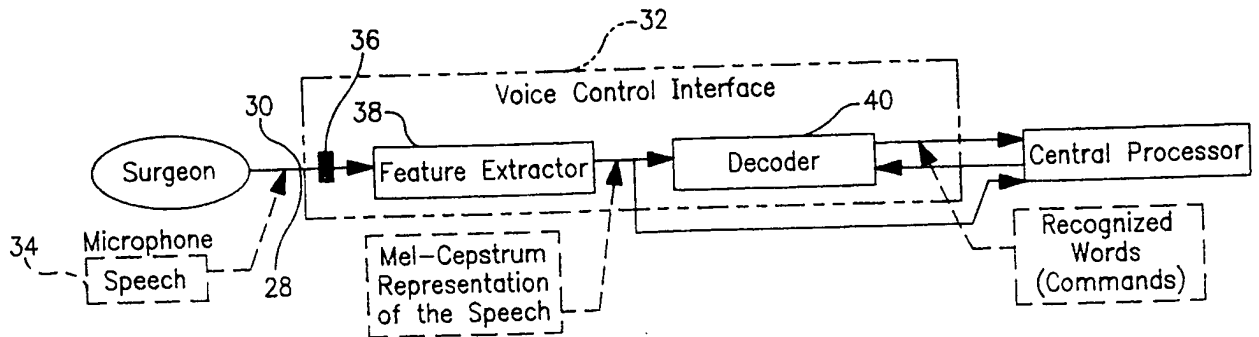 36
32
Voice Control Interface
30
38
40
Surgeon
Feature Extractor
Decoder
Central Processor
34
Microphone
Speech
28
Mel-Cepstrum
Representation
of the Speech
Recognized
Words
(Commands)